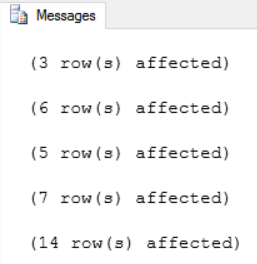 Messages
(3 row(s) affected)
(6 row(s) affected)
(5 row(s) affected)
(7 row(s) affected)
(14 row(s) affected)